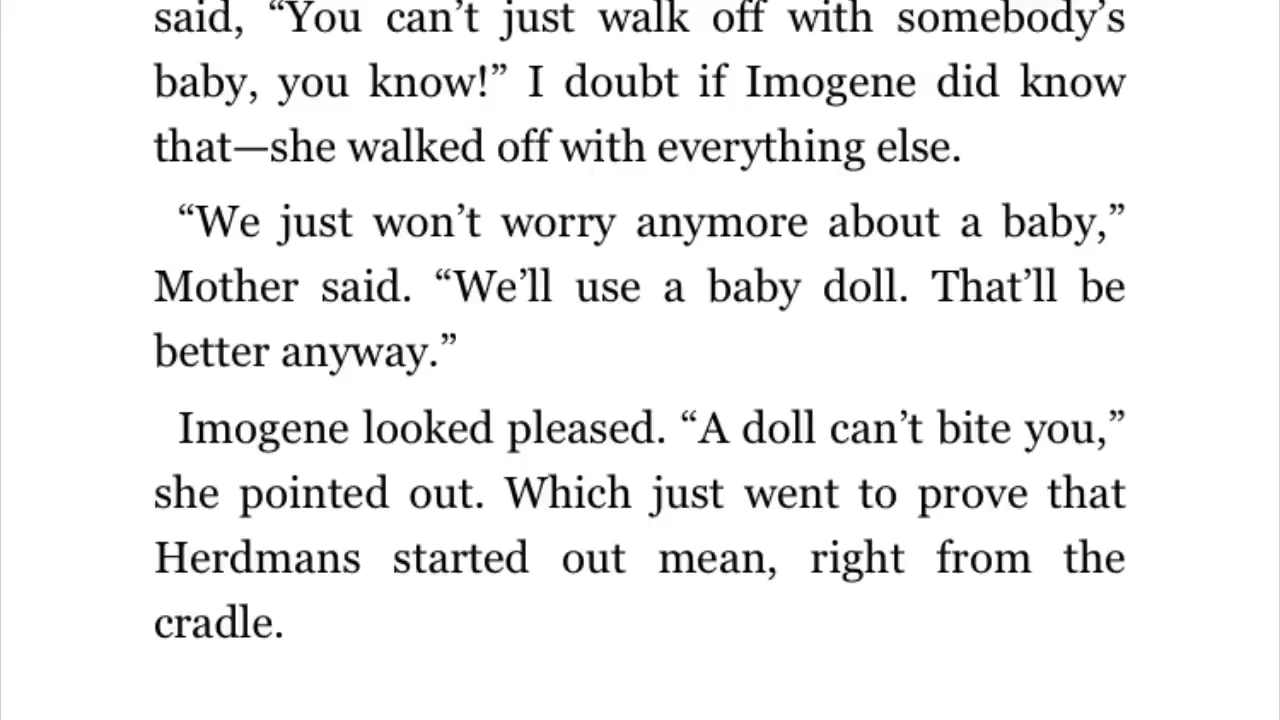 said, “You can’t just walk off with somebody’s
baby, you know!” I doubt if Imogene did know
that—she walked off with everything else.
“We just won’t worry anymore about a baby,”
Mother said. “We’ll use a baby doll. That’ll be
better anyway.”
Imogene looked pleased. “A doll can’t bite you,”
she pointed out. Which just went to prove that
Herdmans started out mean, right from the
cradle.